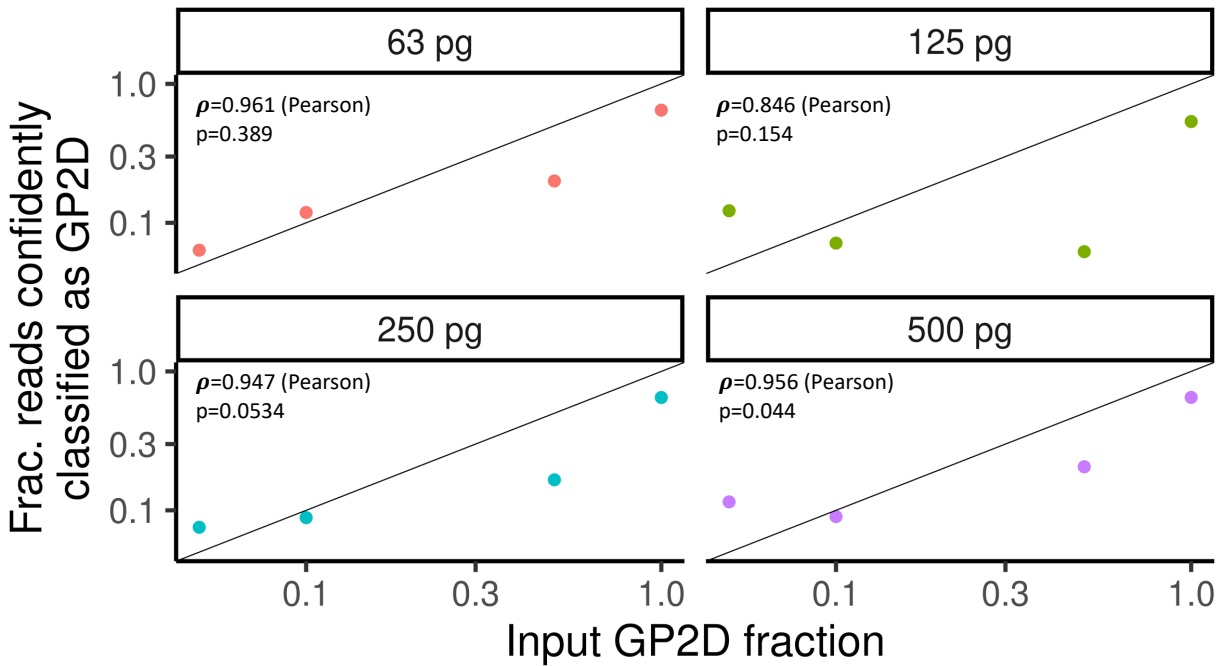 63 pg
125 pg
1.0
0.3
0.1
ρ=0.961 (Pearson)
p=0.389
ρ=0.846 (Pearson)
p=0.154
Frac. reads confidently
classified as GP2D
250 pg
500 pg
1.0
0.3
0.1
ρ=0.947 (Pearson)
p=0.0534
ρ=0.956 (Pearson)
p=0.044
0.1
0.3
1.0
0.1
0.3
1.0
Input GP2D fraction